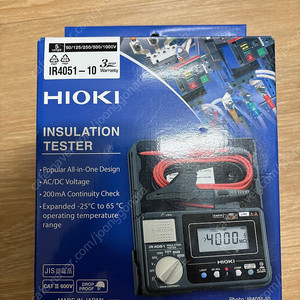 50/125/250/500/1000V
IR4051-10
3 year
Warranty
HIOKI
INSULATION
TESTER
• Popular All-in-One Design
• AC/DC Voltage
• 200mA Continuity Check
• Expanded -25°C to 65 °C
operating temperature
range
4000
HIOKI
CAT III 600V
DROP
PROOF
MADE IN JAPAN
Photo : IR4051-10